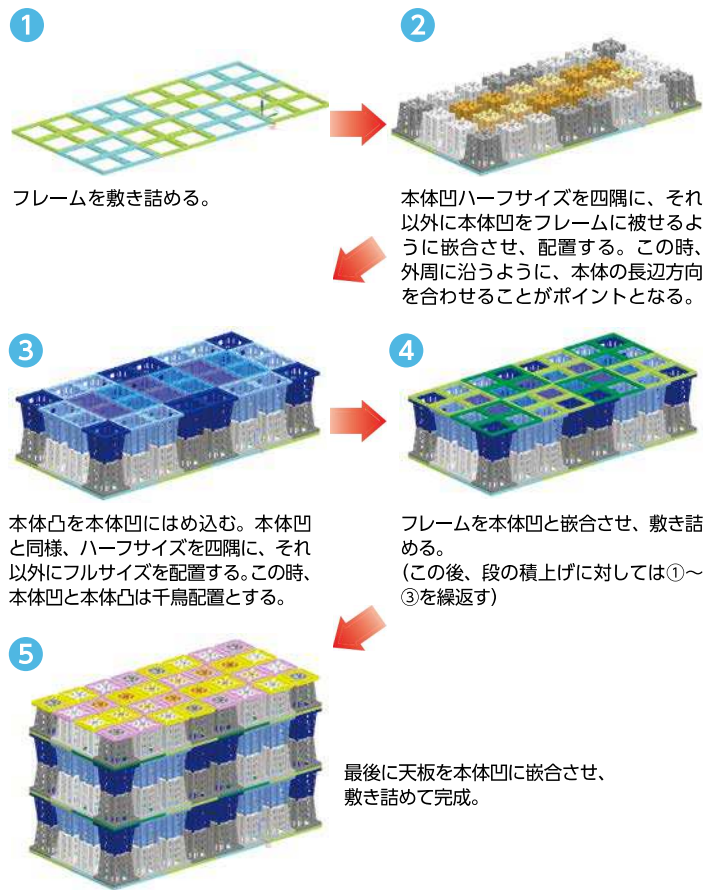 1
フレームを敷き詰める。
2
本体凹ハーフサイズを四隅に、それ
以外に本体凹をフレームに被せるよ
うに嵌合させ、配置する。この時、
外周に沿うように、本体の長辺方向
を合わせることがポイントとなる。
3
本体凸を本体凹にはめ込む。本体凹
と同様、ハーフサイズを四隅に、それ
以外にフルサイズを配置する。この時、
本体凹と本体凸は千鳥配置とする。
4
フレームを本体凹と嵌合させ、敷き詰
める。
(この後、段の積上げに対しては①〜
③を繰返す)
5
最後に天板を本体凹に嵌合させ、
敷き詰めて完成。